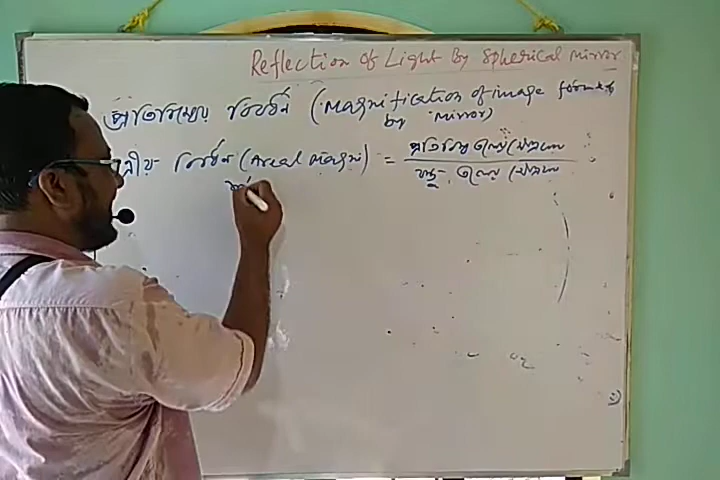 Reflection of Light By Spherical mirror
প্রতিবিম্বের বিবর্ধন (Magnification of image formed
by mirror)
বিবর্ধন (Areal magni) = প্রতিবিম্বের ক্ষেত্রফল
বস্তুর ক্ষেত্রফল